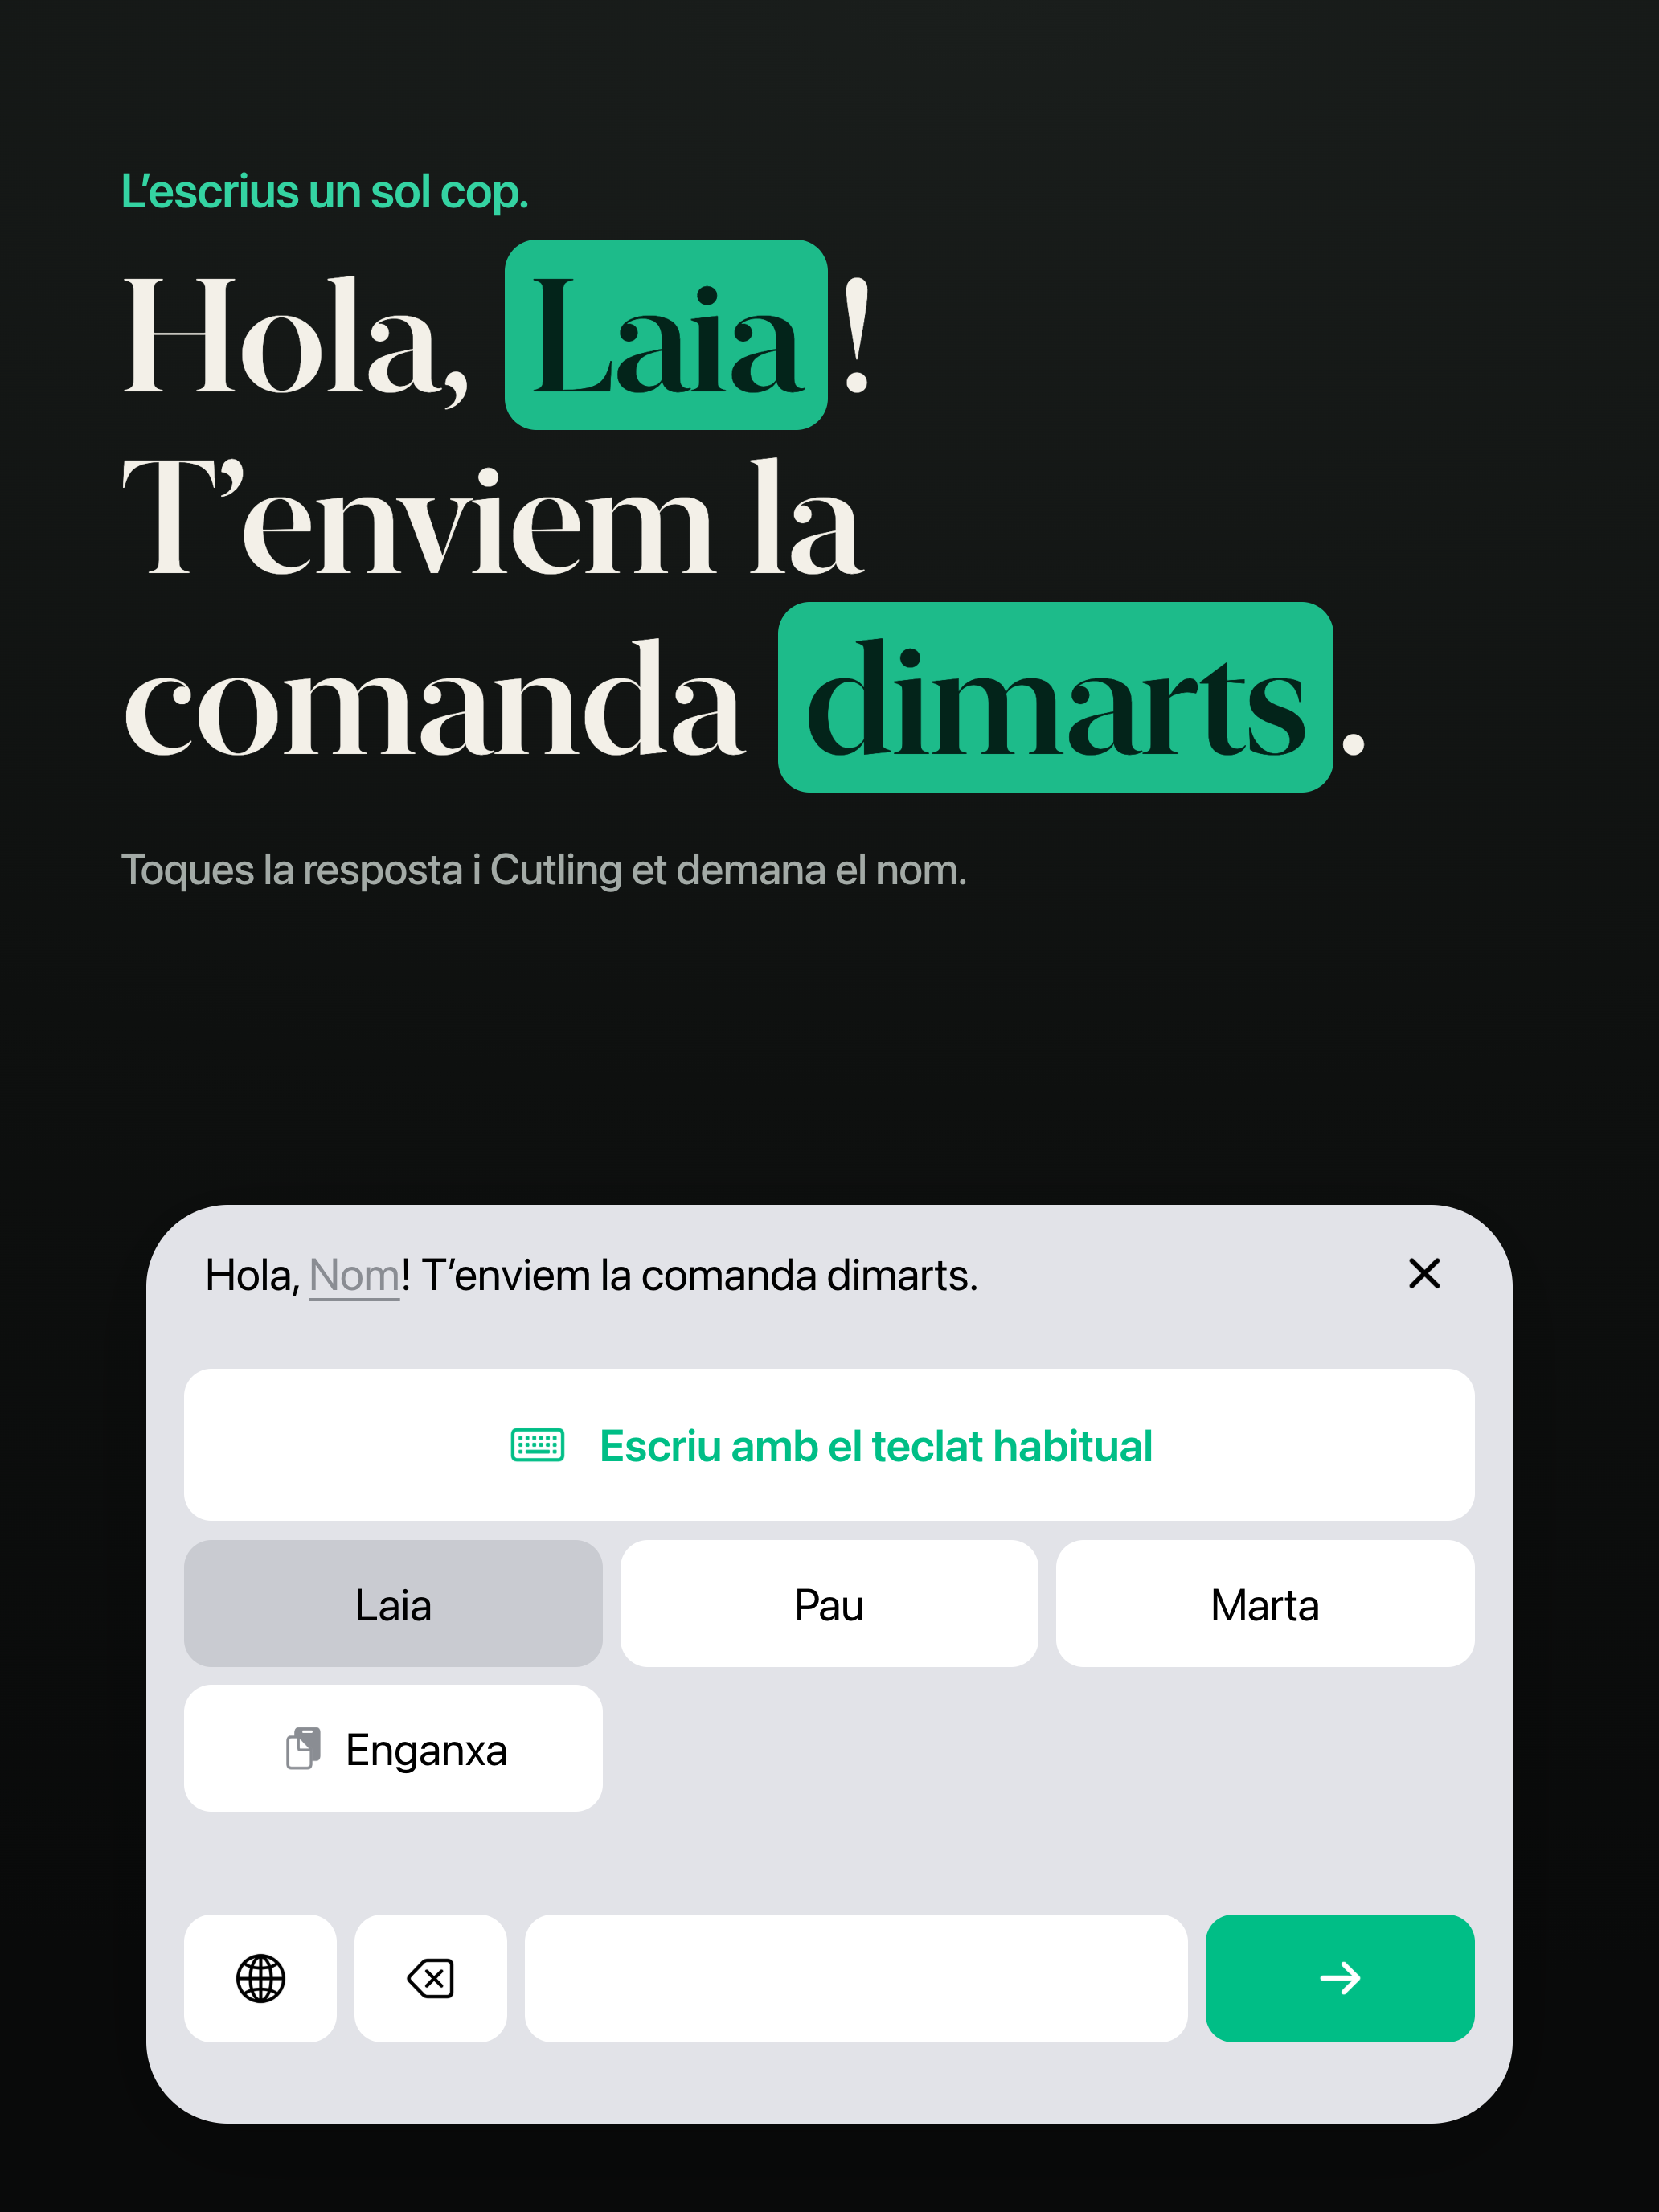 L’escrius un sol cop.
Hola, Laia!
T’enviem la
comanda dimarts.
Toques la resposta i Cutling et demana el nom.
Hola, Nom! T’enviem la comanda dimarts.
Escriu amb el teclat habitual
Laia
Pau
Marta
Enganxa